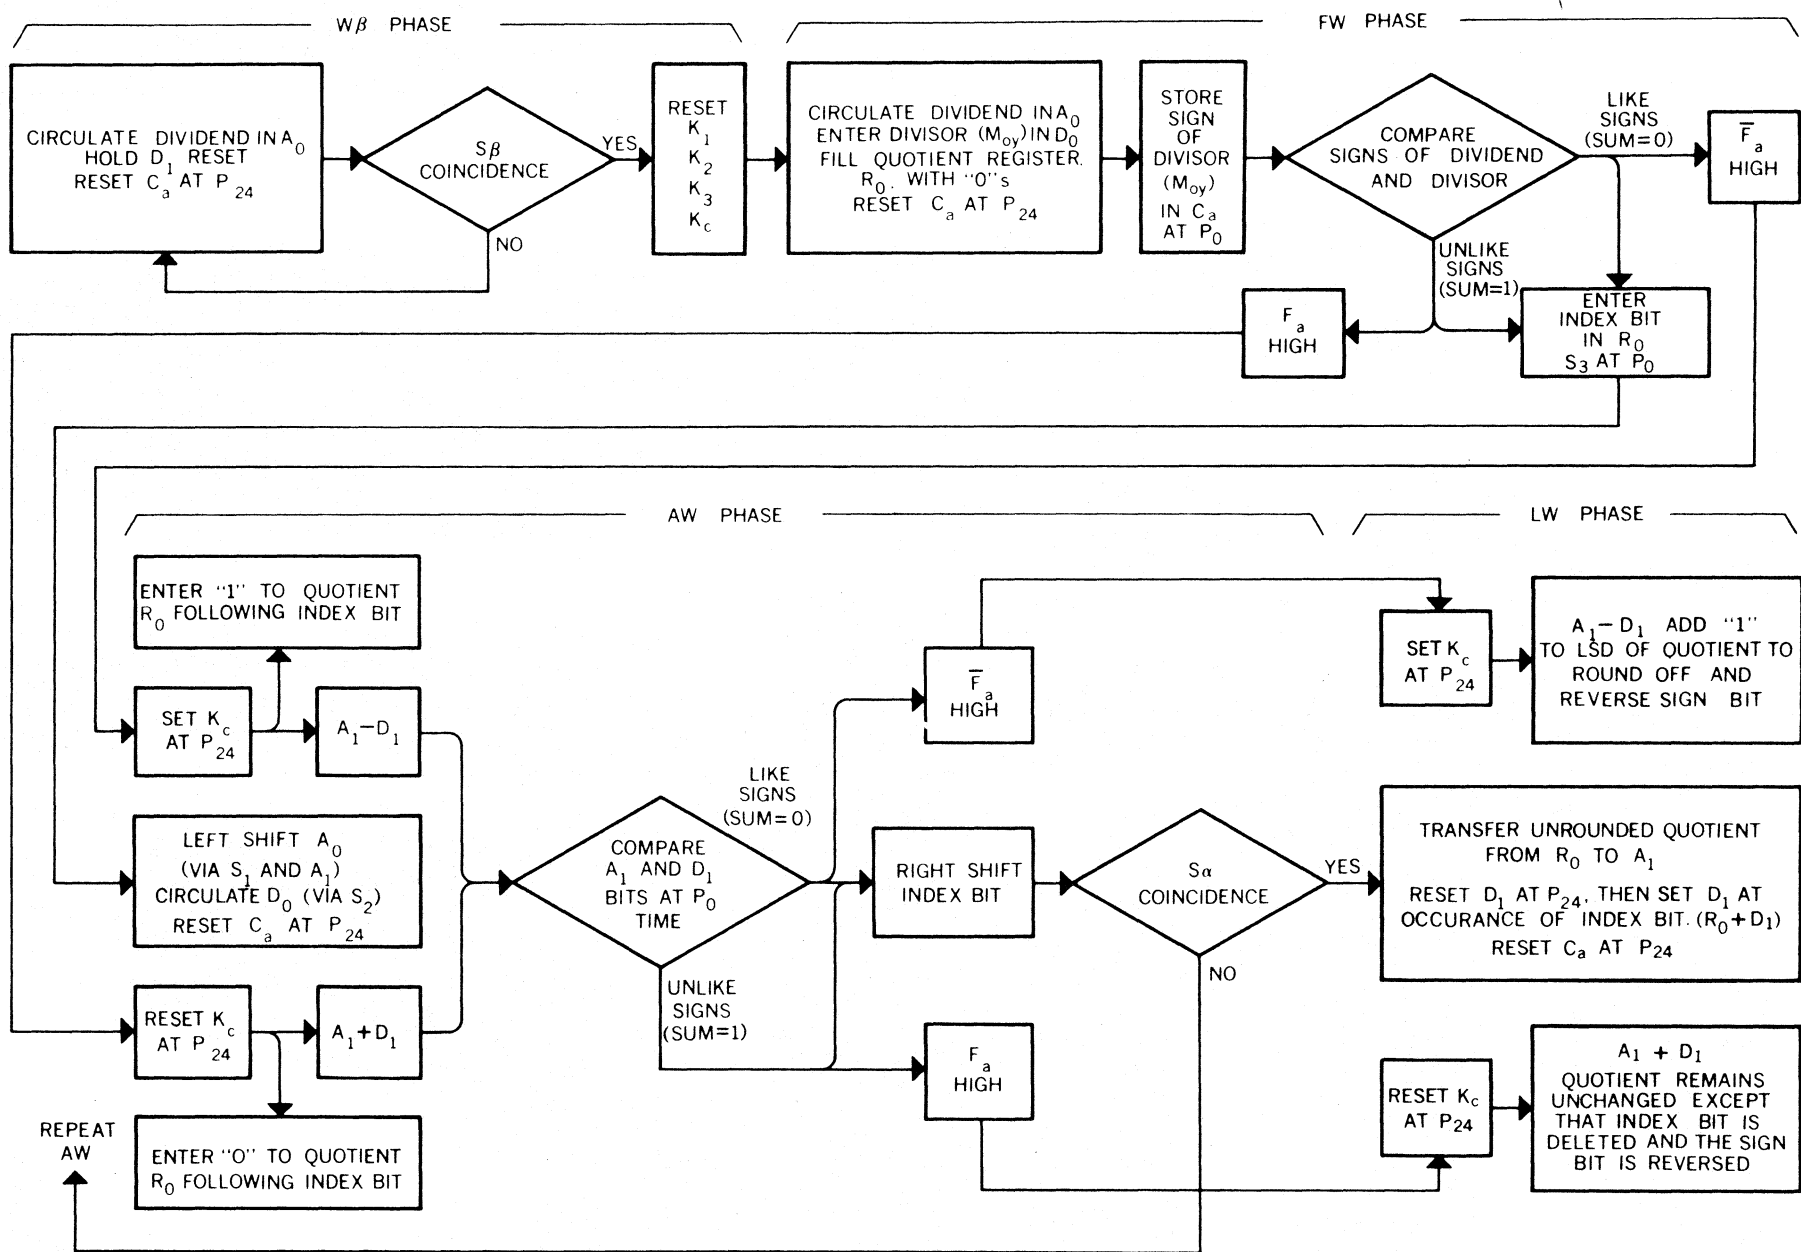 Wβ PHASE
CIRCULATE DIVIDEND IN A0
HOLD D1 RESET
RESET Ca AT P24
Sβ
COINCIDENCE
YES
NO
RESET
K1
K2
K3
Kc
FW PHASE
CIRCULATE DIVIDEND IN A0
ENTER DIVISOR (Moy) IN D0
FILL QUOTIENT REGISTER.
R0. WITH "0"s
RESET Ca AT P24
STORE
SIGN
OF
DIVISOR
(Moy)
IN Ca
AT P0
COMPARE
SIGNS OF DIVIDEND
AND DIVISOR
LIKE
SIGNS
(SUM=0)
F̅a
HIGH
UNLIKE
SIGNS
(SUM=1)
Fa
HIGH
ENTER
INDEX BIT
IN R0
S3 AT P0
AW PHASE
ENTER "1" TO QUOTIENT
R0 FOLLOWING INDEX BIT
SET Kc
AT P24
A1−D1
LEFT SHIFT A0
(VIA S1 AND A1)
CIRCULATE D0 (VIA S2)
RESET Ca AT P24
RESET Kc
AT P24
A1+D1
ENTER "0" TO QUOTIENT
R0 FOLLOWING INDEX BIT
REPEAT
AW
COMPARE
A1 AND D1
BITS AT P0
TIME
LIKE
SIGNS
(SUM=0)
UNLIKE
SIGNS
(SUM=1)
F̅a
HIGH
RIGHT SHIFT
INDEX BIT
Fa
HIGH
Sα
COINCIDENCE
YES
NO
LW PHASE
SET Kc
AT P24
A1−D1 ADD "1"
TO LSD OF QUOTIENT TO
ROUND OFF AND
REVERSE SIGN BIT
TRANSFER UNROUNDED QUOTIENT
FROM R0 TO A1
RESET D1 AT P24, THEN SET D1 AT
OCCURANCE OF INDEX BIT. (R0+D1)
RESET Ca AT P24
RESET Kc
AT P24
A1 + D1
QUOTIENT REMAINS
UNCHANGED EXCEPT
THAT INDEX BIT IS
DELETED AND THE SIGN
BIT IS REVERSED